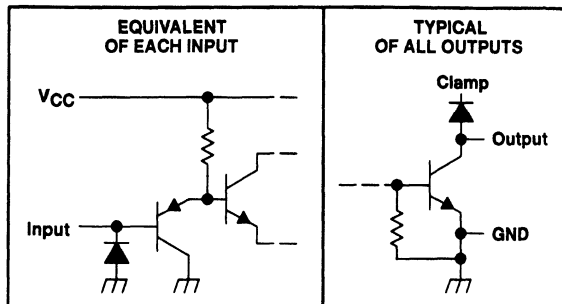 EQUIVALENT
OF EACH INPUT
VCC
Input
TYPICAL
OF ALL OUTPUTS
Clamp
Output
GND